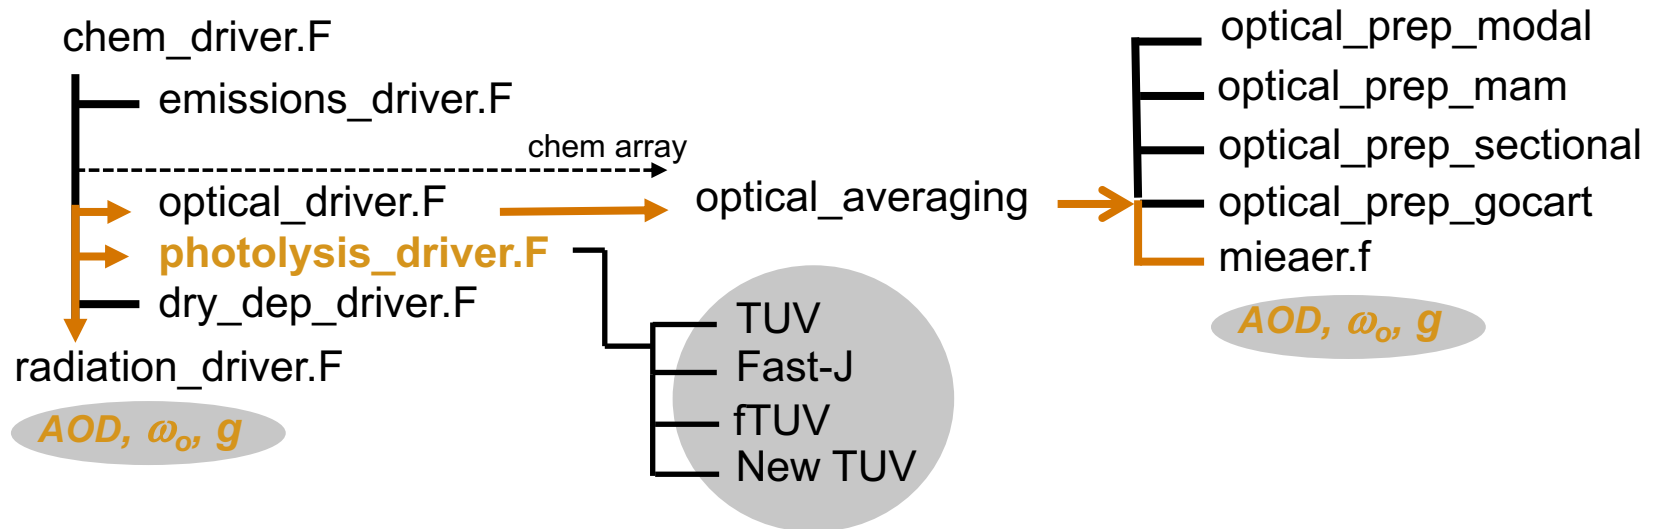 chem_driver.F
emissions_driver.F
chem array
optical_driver.F
photolysis_driver.F
dry_dep_driver.F
radiation_driver.F
AOD, ωo, g
optical_averaging
TUV
Fast-J
fTUV
New TUV
optical_prep_modal
optical_prep_mam
optical_prep_sectional
optical_prep_gocart
mieaer.f
AOD, ωo, g